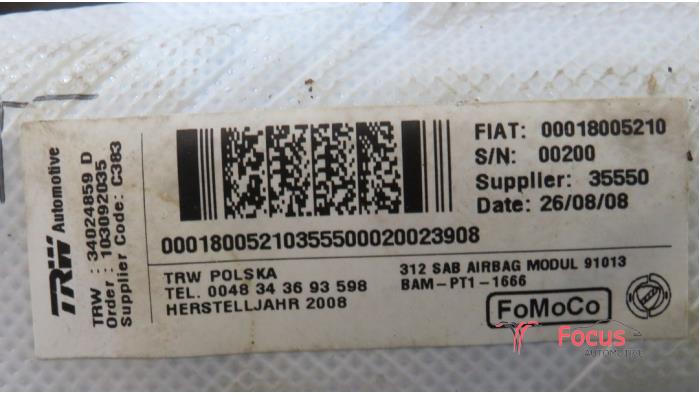 TRW Automotive
TRW : 34024859 D
Order : 103092035
Supplier Code: C383
FIAT: 00018005210
S/N: 00200
Supplier: 35550
Date: 26/08/08
00018005210355500020023908
TRW POLSKA
TEL. 0048 34 36 93 598
HERSTELLJAHR 2008
312 SAB AIRBAG MODUL 91013
BAM-PT1-1666
FoMoCo
Focus
AUTOMOTIVE